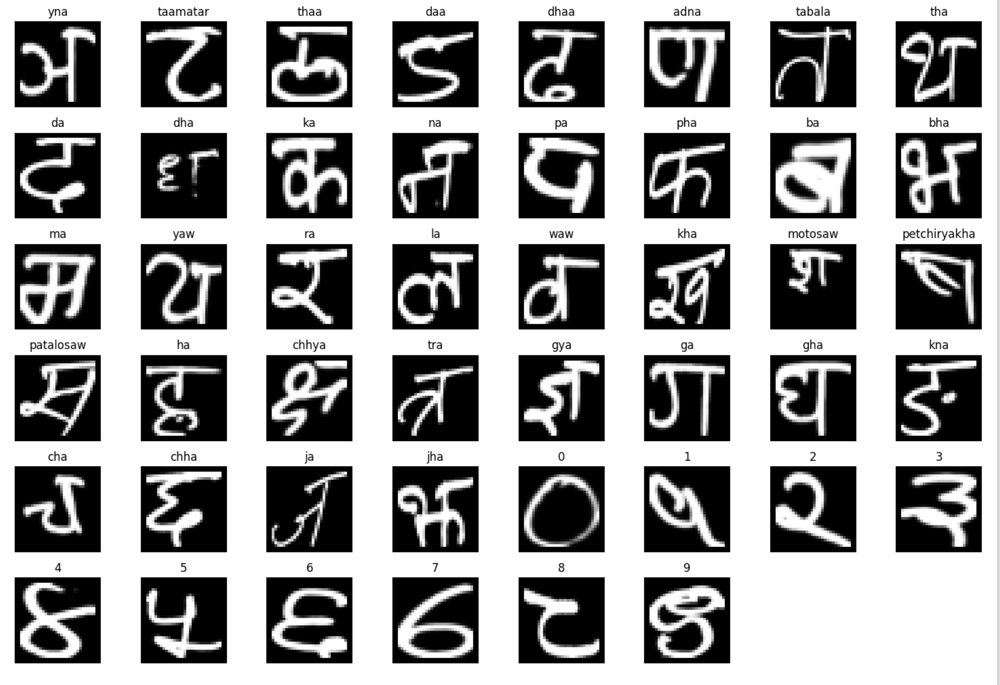 yna taamatar thaa daa dhaa adna tabala tha
ञ ट ठ ड ढ ण त थ
da dha ka na pa pha ba bha
द ध क न प फ ब भ
ma yaw ra la waw kha motosaw petchiryakha
म य र ल व ख श ष
patalosaw ha chhya tra gya ga gha kna
स ह क्ष त्र ज्ञ ग घ ङ
cha chha ja jha 0 1 2 3
च छ ज झ ० १ २ ३
4 5 6 7 8 9
४ ५ ६ ७ ८ ९